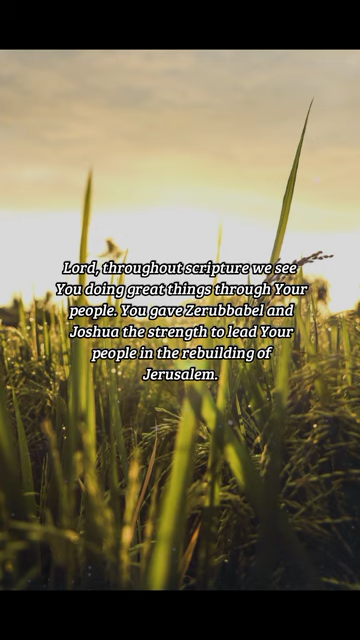 Lord, throughout scripture we see
You doing great things through Your
people. You gave Zerubbabel and
Joshua the strength to lead Your
people in the rebuilding of
Jerusalem.